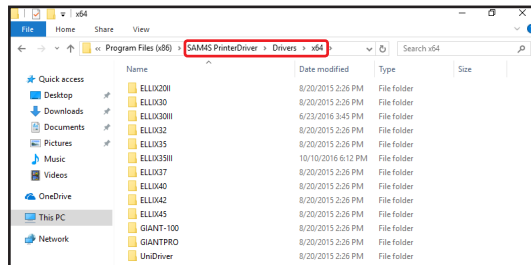 x64
File Home Share View
« Program Files (x86) › SAM4S PrinterDriver › Drivers › x64 Search x64
Name Date modified Type Size
Quick access
Desktop
Downloads
Documents
Pictures
Music
Videos
OneDrive
This PC
Network
ELLIX20II 8/20/2015 2:26 PM File folder
ELLIX30 8/20/2015 2:26 PM File folder
ELLIX30III 6/23/2016 3:45 PM File folder
ELLIX32 8/20/2015 2:26 PM File folder
ELLIX35 8/20/2015 2:26 PM File folder
ELLIX35III 10/10/2016 6:12 PM File folder
ELLIX37 8/20/2015 2:26 PM File folder
ELLIX40 8/20/2015 2:26 PM File folder
ELLIX42 8/20/2015 2:26 PM File folder
ELLIX45 8/20/2015 2:26 PM File folder
GIANT-100 8/20/2015 2:26 PM File folder
GIANTPRO 8/20/2015 2:26 PM File folder
UniDriver 8/20/2015 2:26 PM File folder